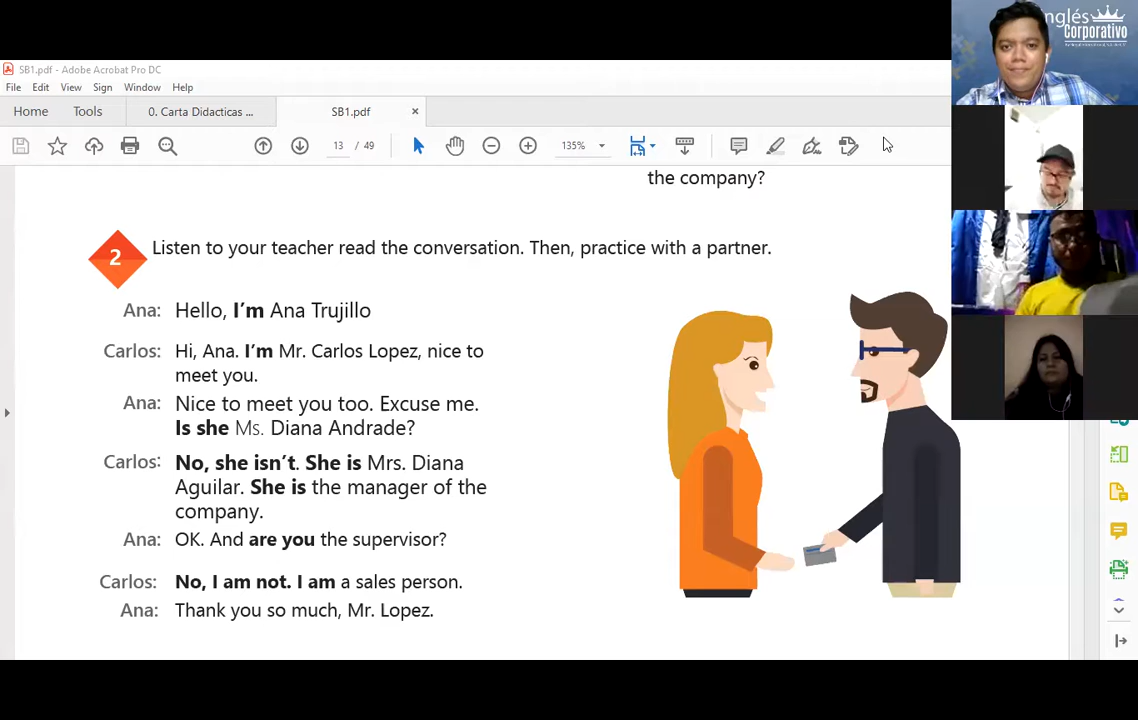 SB1.pdf - Adobe Acrobat Pro DC
File Edit View Sign Window Help
Home Tools 0. Carta Didacticas ... SB1.pdf ×
13 / 49 135%
the company?
2 Listen to your teacher read the conversation. Then, practice with a partner.
Ana: Hello, I'm Ana Trujillo
Carlos: Hi, Ana. I'm Mr. Carlos Lopez, nice to
meet you.
Ana: Nice to meet you too. Excuse me.
Is she Ms. Diana Andrade?
Carlos: No, she isn't. She is Mrs. Diana
Aguilar. She is the manager of the
company.
Ana: OK. And are you the supervisor?
Carlos: No, I am not. I am a sales person.
Ana: Thank you so much, Mr. Lopez.
nglés
Corporativo